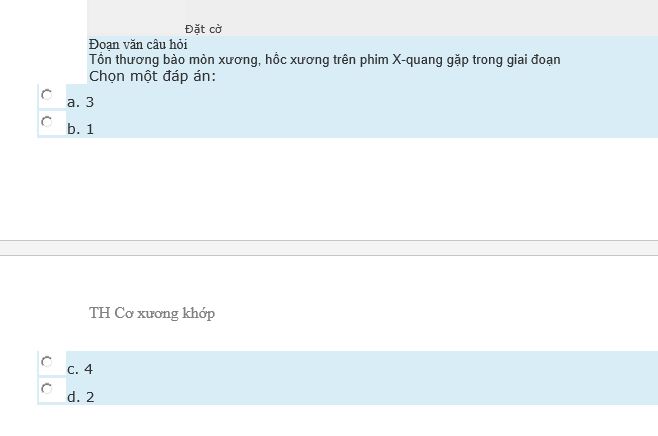 Đặt cờ
Đoạn văn câu hỏi
Tổn thương bào mòn xương, hốc xương trên phim X-quang gặp trong giai đoạn
Chọn một đáp án:
a. 3
b. 1
TH Cơ xương khớp
c. 4
d. 2